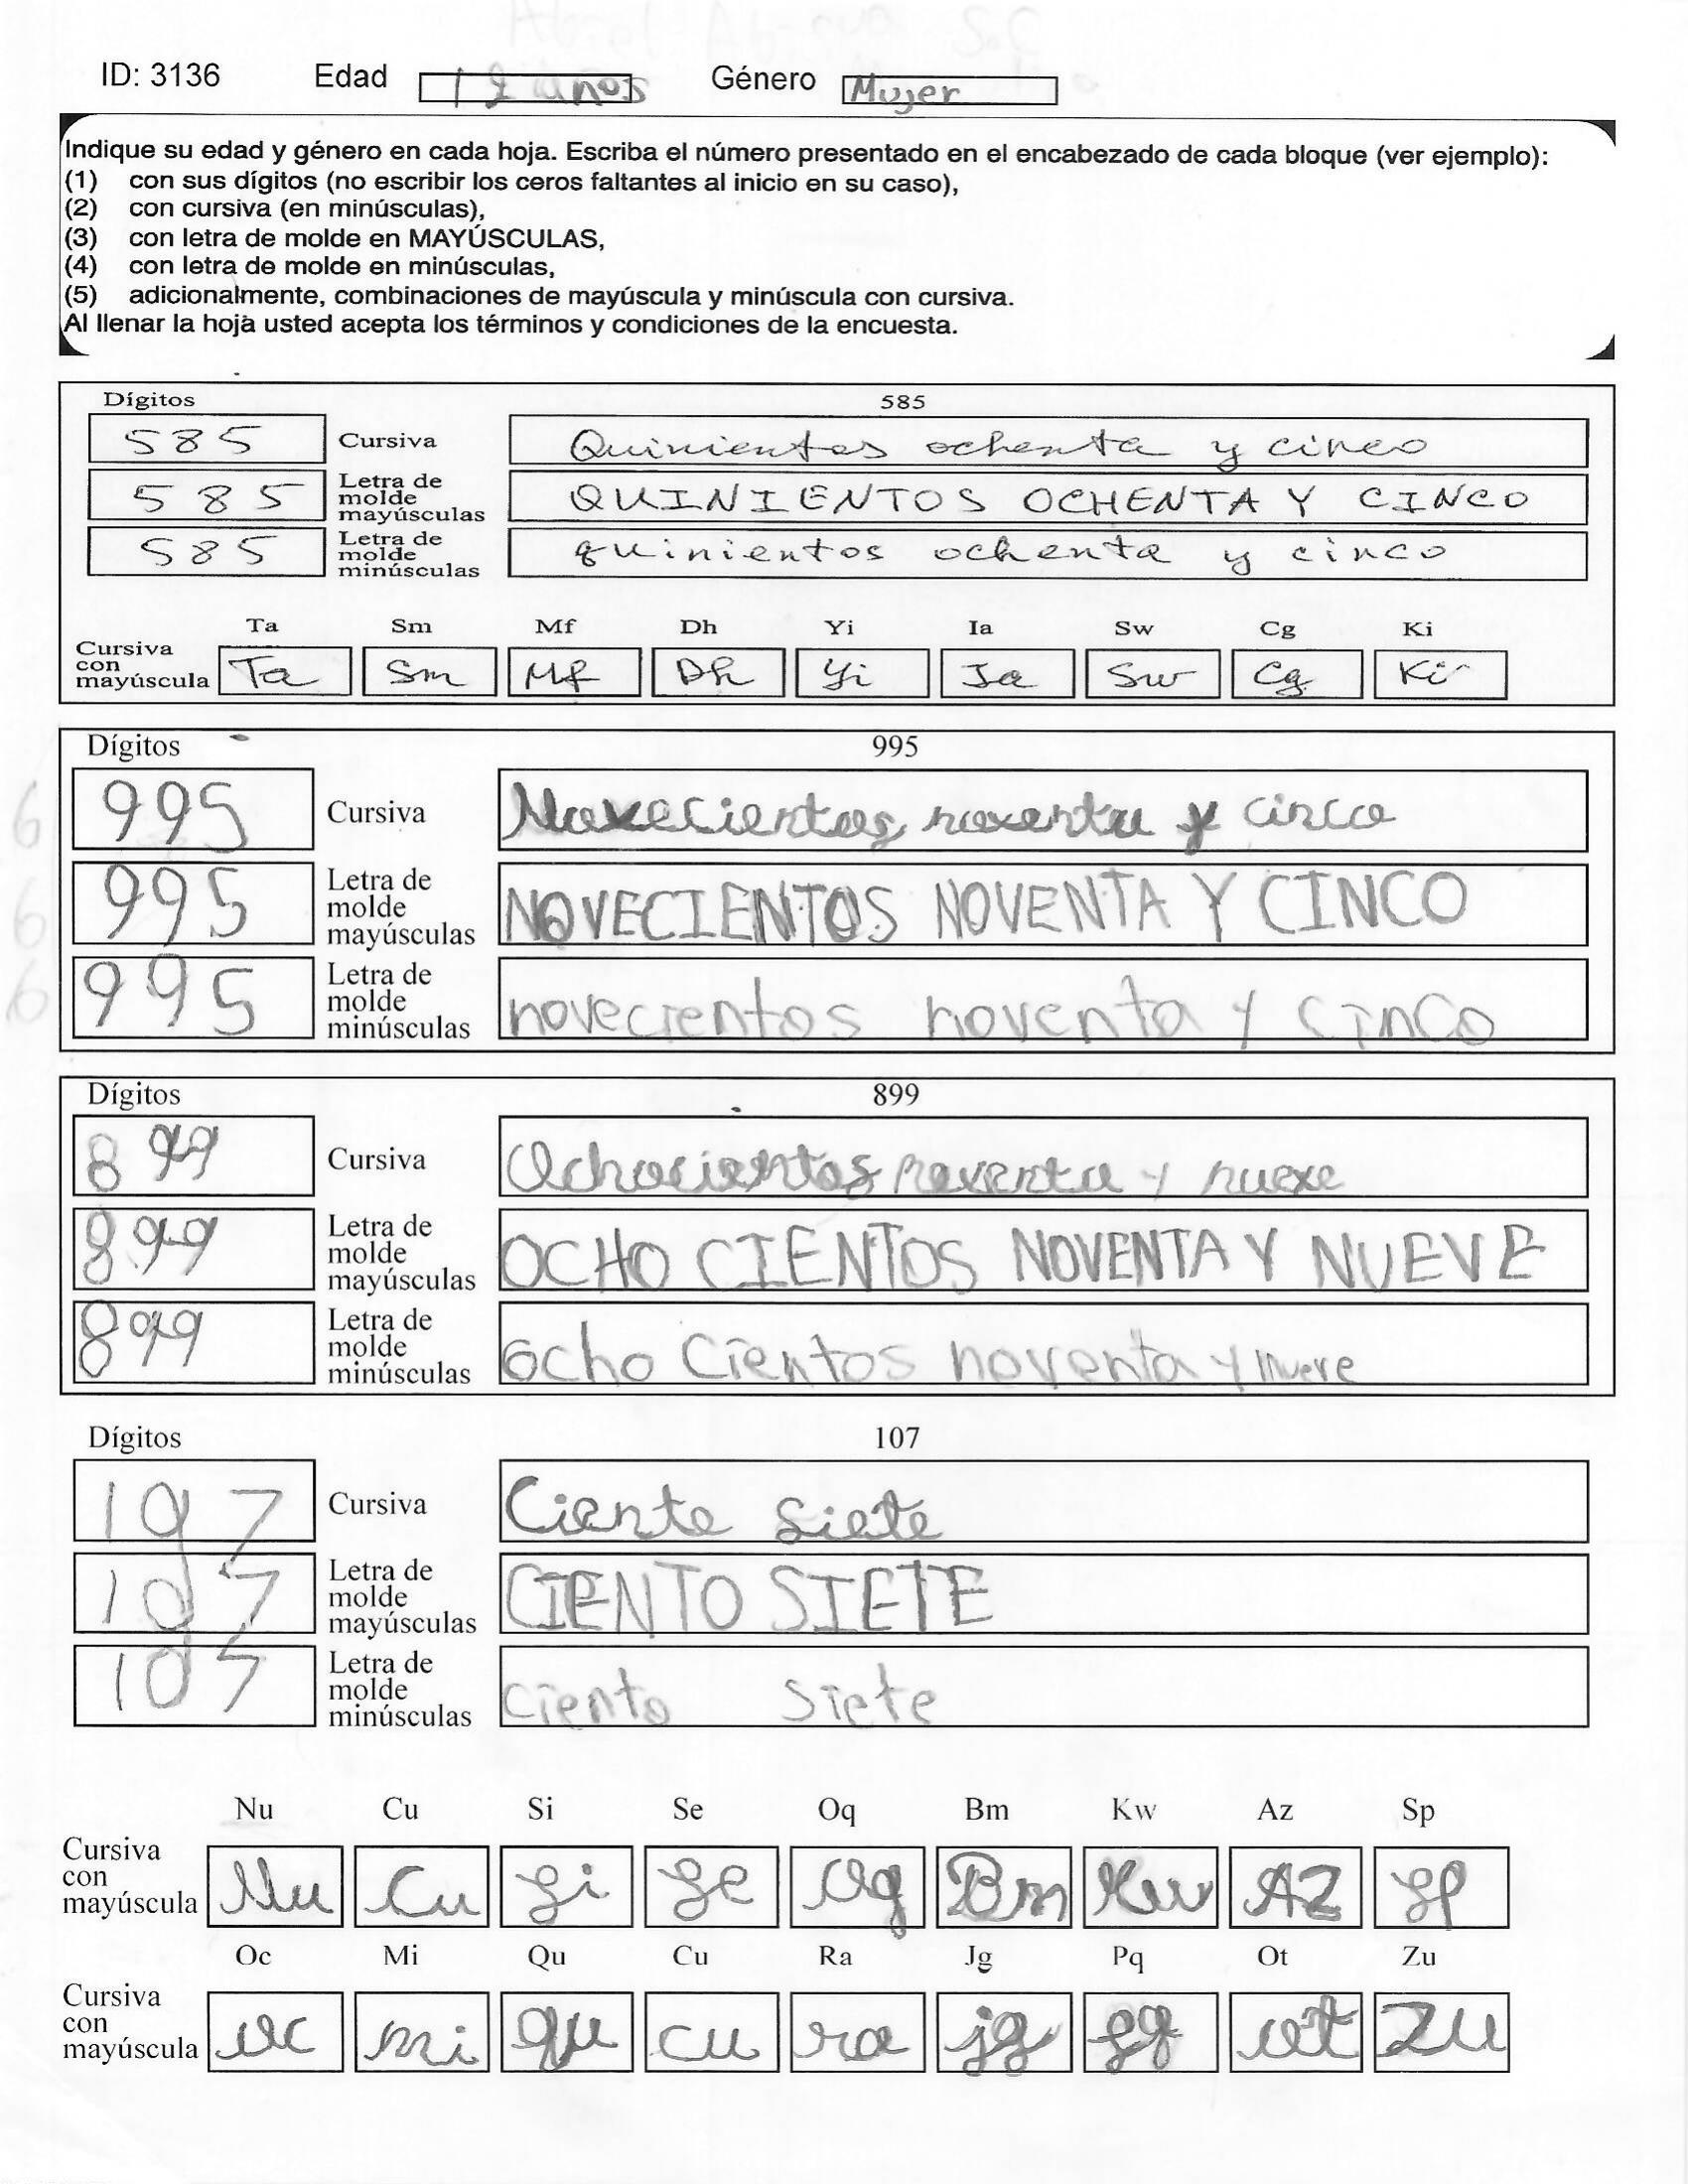 ID: 3136 Edad 12 años Género Mujer
Indique su edad y género en cada hoja. Escriba el número presentado en el encabezado de cada bloque (ver ejemplo):
(1) con sus dígitos (no escribir los ceros faltantes al inicio en su caso),
(2) con cursiva (en minúsculas),
(3) con letra de molde en MAYÚSCULAS,
(4) con letra de molde en minúsculas,
(5) adicionalmente, combinaciones de mayúscula y minúscula con cursiva.
Al llenar la hoja usted acepta los términos y condiciones de la encuesta.
Dígitos 585
585 Cursiva Quinientos ochenta y cinco
585 Letra de molde mayúsculas QUINIENTOS OCHENTA Y CINCO
585 Letra de molde minúsculas quinientos ochenta y cinco
Ta Sm Mf Dh Yi Ia Sw Cg Ki
Cursiva con mayúscula Ta Sm Mf Dh Yi Ia Sw Cg Ki
Dígitos 995
995 Cursiva Novecientos noventa y cinco
995 Letra de molde mayúsculas NOVECIENTOS NOVENTA Y CINCO
995 Letra de molde minúsculas novecientos noventa y cinco
Dígitos 899
899 Cursiva Ochocientos noventa y nueve
899 Letra de molde mayúsculas OCHO CIENTOS NOVENTA Y NUEVE
899 Letra de molde minúsculas ocho Cientos noventa y nueve
Dígitos 107
107 Cursiva Ciento siete
107 Letra de molde mayúsculas CIENTO SIETE
107 Letra de molde minúsculas ciento siete
Nu Cu Si Se Oq Bm Kw Az Sp
Cursiva con mayúscula Nu Cu Si Se Oq Bm Kw AZ Sp
Oc Mi Qu Cu Ra Jg Pq Ot Zu
Cursiva con mayúscula oc mi qu cu ra jg pq ot Zu